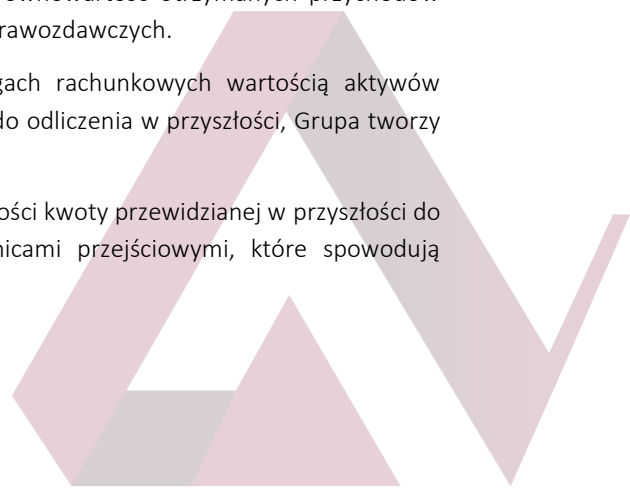 rawozdawczych.
gach rachunkowych wartością aktywów
do odliczenia w przyszłości, Grupa tworzy
ości kwoty przewidzianej w przyszłości do
nicami przejściowymi, które spowodują